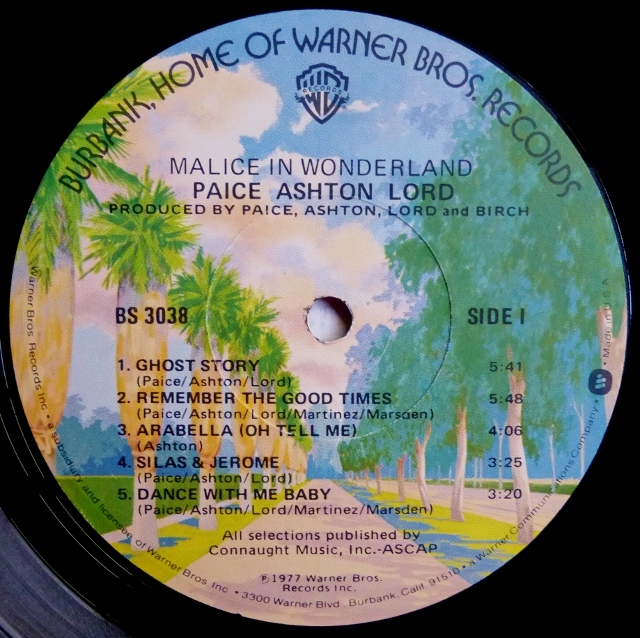 BURBANK, HOME OF WARNER BROS. RECORDS
WB
RECORDS
MALICE IN WONDERLAND
PAICE ASHTON LORD
PRODUCED BY PAICE, ASHTON, LORD and BIRCH
BS 3038
SIDE I
1. GHOST STORY 5:41
(Paice/Ashton/Lord)
2. REMEMBER THE GOOD TIMES 5:48
(Paice/Ashton/Lord/Martinez/Marsden)
3. ARABELLA (OH TELL ME) 4:06
(Ashton)
4. SILAS & JEROME 3:25
(Paice/Ashton/Lord)
5. DANCE WITH ME BABY 3:20
(Paice/Ashton/Lord/Martinez/Marsden)
All selections published by
Connaught Music, Inc.-ASCAP
℗1977 Warner Bros.
Records Inc.
Warner Bros. Records Inc. • a subsidiary and licensee of Warner Bros. Inc. • 3300 Warner Blvd., Burbank, Calif. 91510 • a Warner Communications Company • Made in U.S.A.